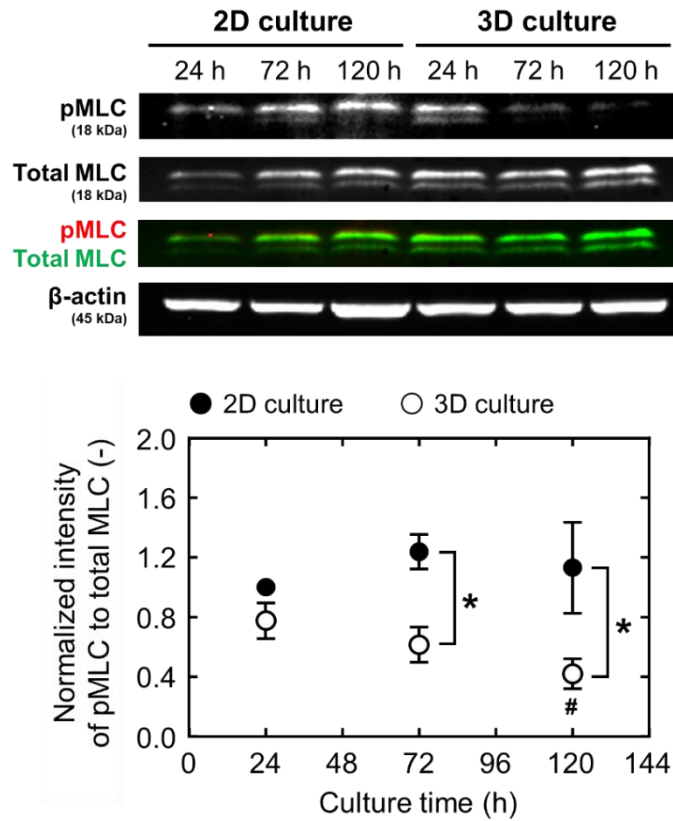 2D culture 3D culture
24 h 72 h 120 h 24 h 72 h 120 h
pMLC
(18 kDa)
Total MLC
(18 kDa)
pMLC
Total MLC
β-actin
(45 kDa)
2D culture 3D culture
Normalized intensity
of pMLC to total MLC (-)
2.0
1.6
1.2
0.8
0.4
0.0
*
*
#
0 24 48 72 96 120 144
Culture time (h)